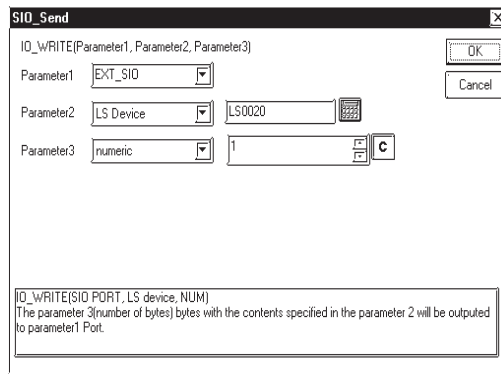 SIO_Send
IO_WRITE(Parameter1, Parameter2, Parameter3)
OK
Parameter1 EXT_SIO
Cancel
Parameter2 LS Device LS0020
Parameter3 numeric 1 C
IO_WRITE(SIO PORT, LS device, NUM)
The parameter 3(number of bytes) bytes with the contents specified in the parameter 2 will be outputed
to parameter1 Port.